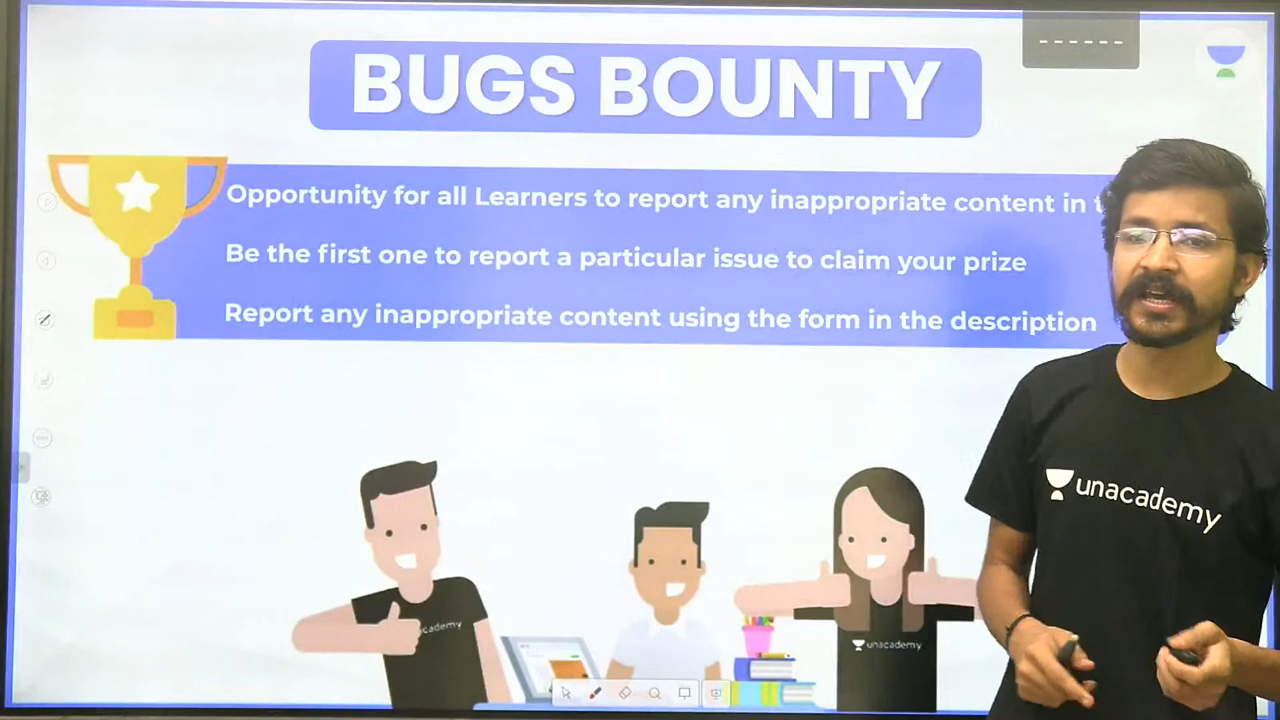 BUGS BOUNTY
Opportunity for all Learners to report any inappropriate content in
Be the first one to report a particular issue to claim your prize
Report any inappropriate content using the form in the description
unacademy
cademy
unacademy